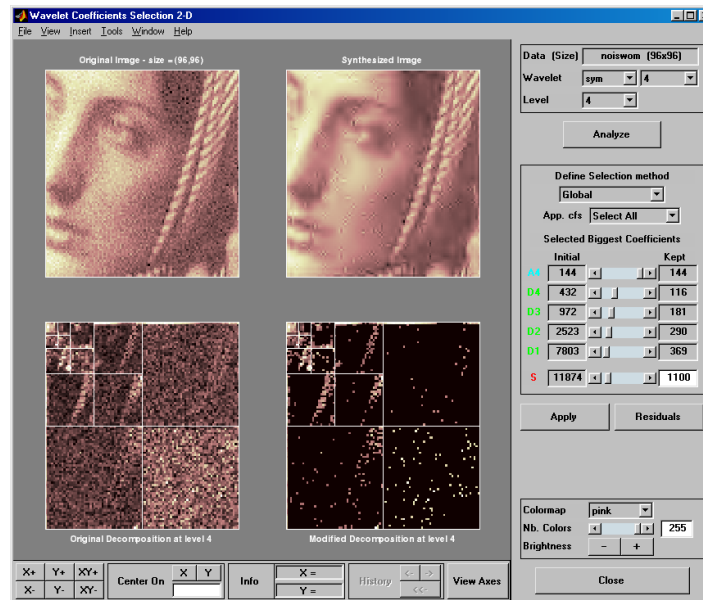 Wavelet Coefficients Selection 2-D
File View Insert Tools Window Help
Original Image - size = (96,96)
Synthesized Image
Original Decomposition at level 4
Modified Decomposition at level 4
Data (Size) noiswom (96x96)
Wavelet sym 4
Level 4
Analyze
Define Selection method
Global
App. cfs Select All
Selected Biggest Coefficients
Initial Kept
A4 144 144
D4 432 116
D3 972 181
D2 2523 290
D1 7803 369
S 11874 1100
Apply Residuals
Colormap pink
Nb. Colors 255
Brightness - +
Close
X+ Y+ XY+
X- Y- XY-
Center On X Y
Info X =
Y =
History <- ->
<<-
View Axes